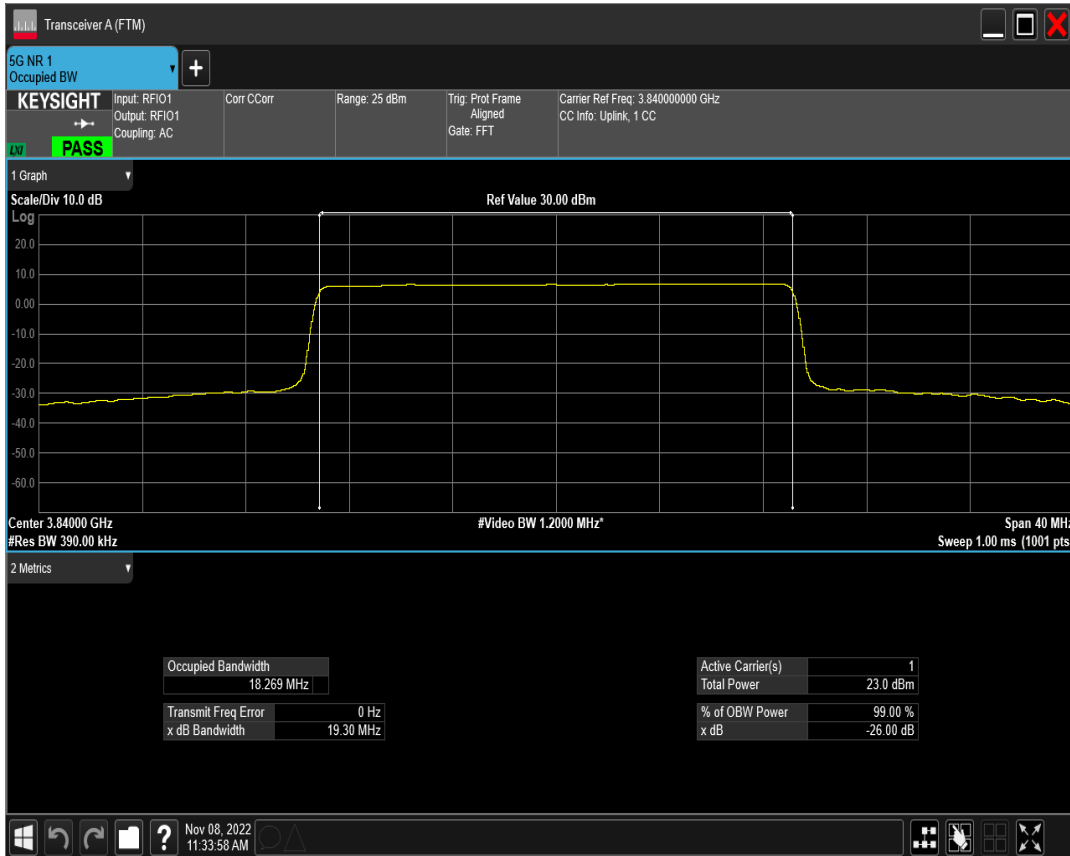 Transceiver A (FTM)
5G NR 1
Occupied BW
+
KEYSIGHT
LXI
PASS
Input: RFIO1
Output: RFIO1
Coupling: AC
Corr CCorr
Range: 25 dBm
Trig: Prot Frame
Aligned
Gate: FFT
Carrier Ref Freq: 3.840000000 GHz
CC Info: Uplink, 1 CC
1 Graph
Scale/Div 10.0 dB
Ref Value 30.00 dBm
Log
20.0
10.0
0.00
-10.0
-20.0
-30.0
-40.0
-50.0
-60.0
Center 3.84000 GHz
#Video BW 1.2000 MHz*
Span 40 MHz
#Res BW 390.00 kHz
Sweep 1.00 ms (1001 pts
2 Metrics
Occupied Bandwidth
18.269 MHz
Transmit Freq Error 0 Hz
x dB Bandwidth 19.30 MHz
Active Carrier(s) 1
Total Power 23.0 dBm
% of OBW Power 99.00 %
x dB -26.00 dB
?
Nov 08, 2022
11:33:58 AM